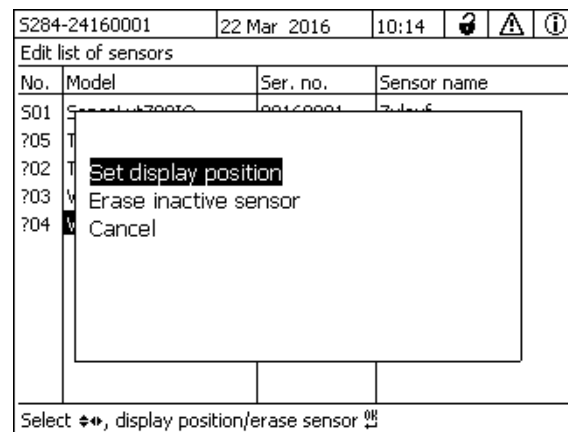 S284-24160001 22 Mar 2016 10:14
Edit list of sensors
No. Model Ser. no. Sensor name
S01
?05 T
?02 T
?03 V
?04 V
Set display position
Erase inactive sensor
Cancel
Select, display position/erase sensor OK